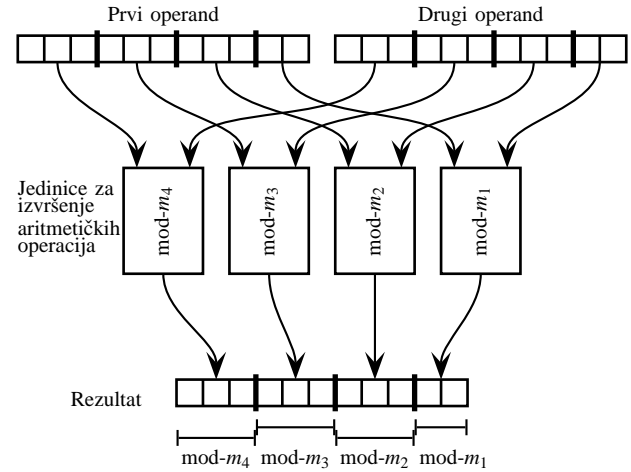 Prvi operand
Drugi operand
Jedinice za
izvršenje
aritmetičkih
operacija
mod-m4
mod-m3
mod-m2
mod-m1
Rezultat
mod-m4
mod-m3
mod-m2
mod-m1